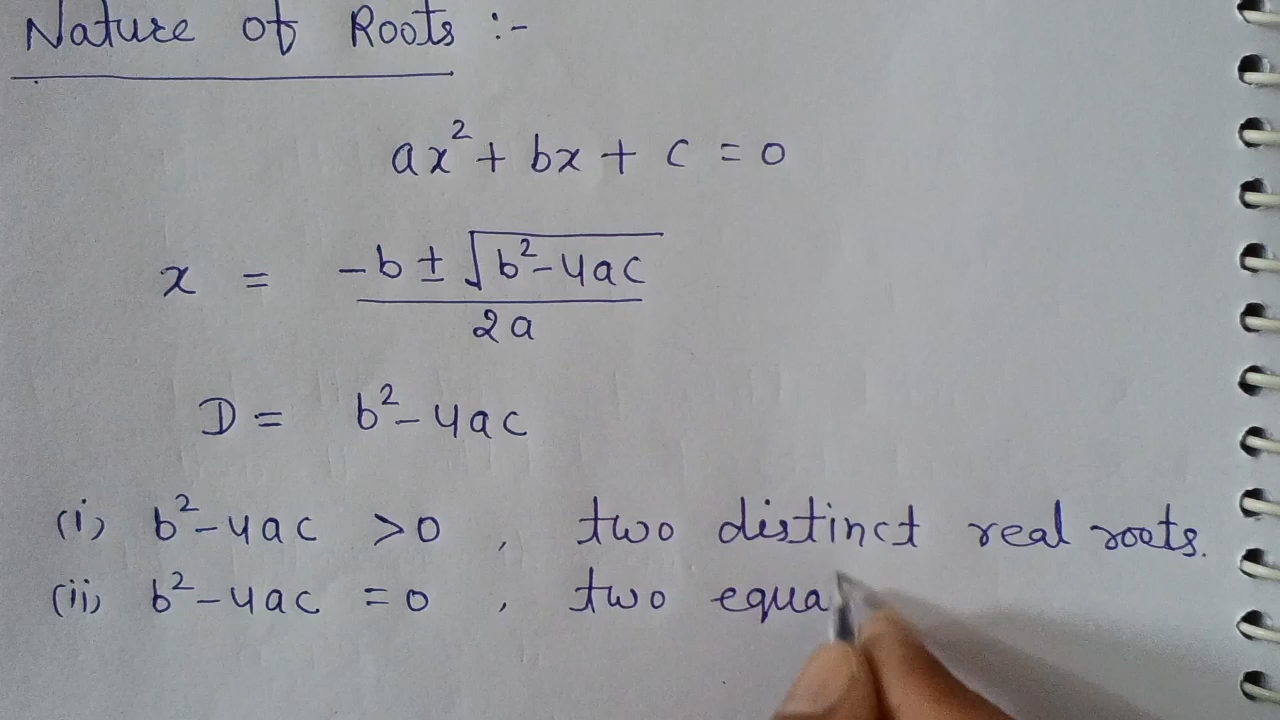 Nature of Roots :-
ax² + bx + c = 0
x = -b ± √b²-4ac / 2a
D = b²-4ac
(i) b²-4ac >0 , two distinct real roots.
(ii) b²-4ac =0 , two equa